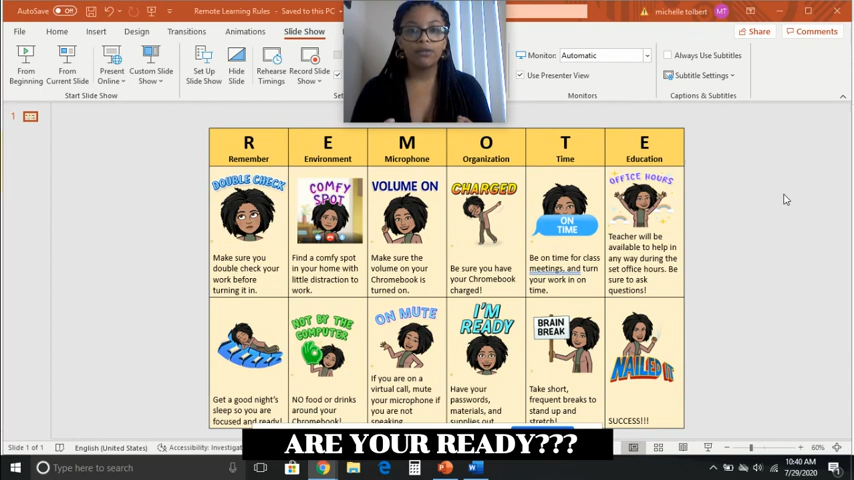 AutoSave Off
Remote Learning Rules - Saved to this PC
michelle tolbert
MT
File Home Insert Design Transitions Animations Slide Show
Share Comments
From Beginning
From Current Slide
Present Online
Custom Slide Show
Set Up Slide Show
Hide Slide
Rehearse Timings
Record Slide Show
Monitor: Automatic
Use Presenter View
Always Use Subtitles
Subtitle Settings
Start Slide Show
Monitors
Captions & Subtitles
1
R E M O T E
Remember Environment Microphone Organization Time Education
DOUBLE CHECK
Make sure you
double check your
work before
turning it in.
COMFY
SPOT
Find a comfy spot
in your home with
little distraction to
work.
VOLUME ON
Make sure the
volume on your
Chromebook is
turned on.
CHARGED
Be sure you have
your Chromebook
charged!
ON
TIME
Be on time for class
meetings, and turn
your work in on
time.
OFFICE HOURS
Teacher will be
available to help in
any way during the
set office hours. Be
sure to ask
questions!
Get a good night's
sleep so you are
focused and ready!
NOT BY THE
COMPUTER
NO food or drinks
around your
Chromebook!
ON MUTE
If you are on a
virtual call, mute
your microphone if
you are not
speaking.
I'M
READY
Have your
passwords,
materials, and
supplies out
BRAIN
BREAK
Take short,
frequent breaks to
stand up and
stretch!
NAILED IT
SUCCESS!!!
ARE YOUR READY???
Slide 1 of 1
English (United States)
Accessibility: Investigat
60%
Type here to search
10:40 AM
7/29/2020